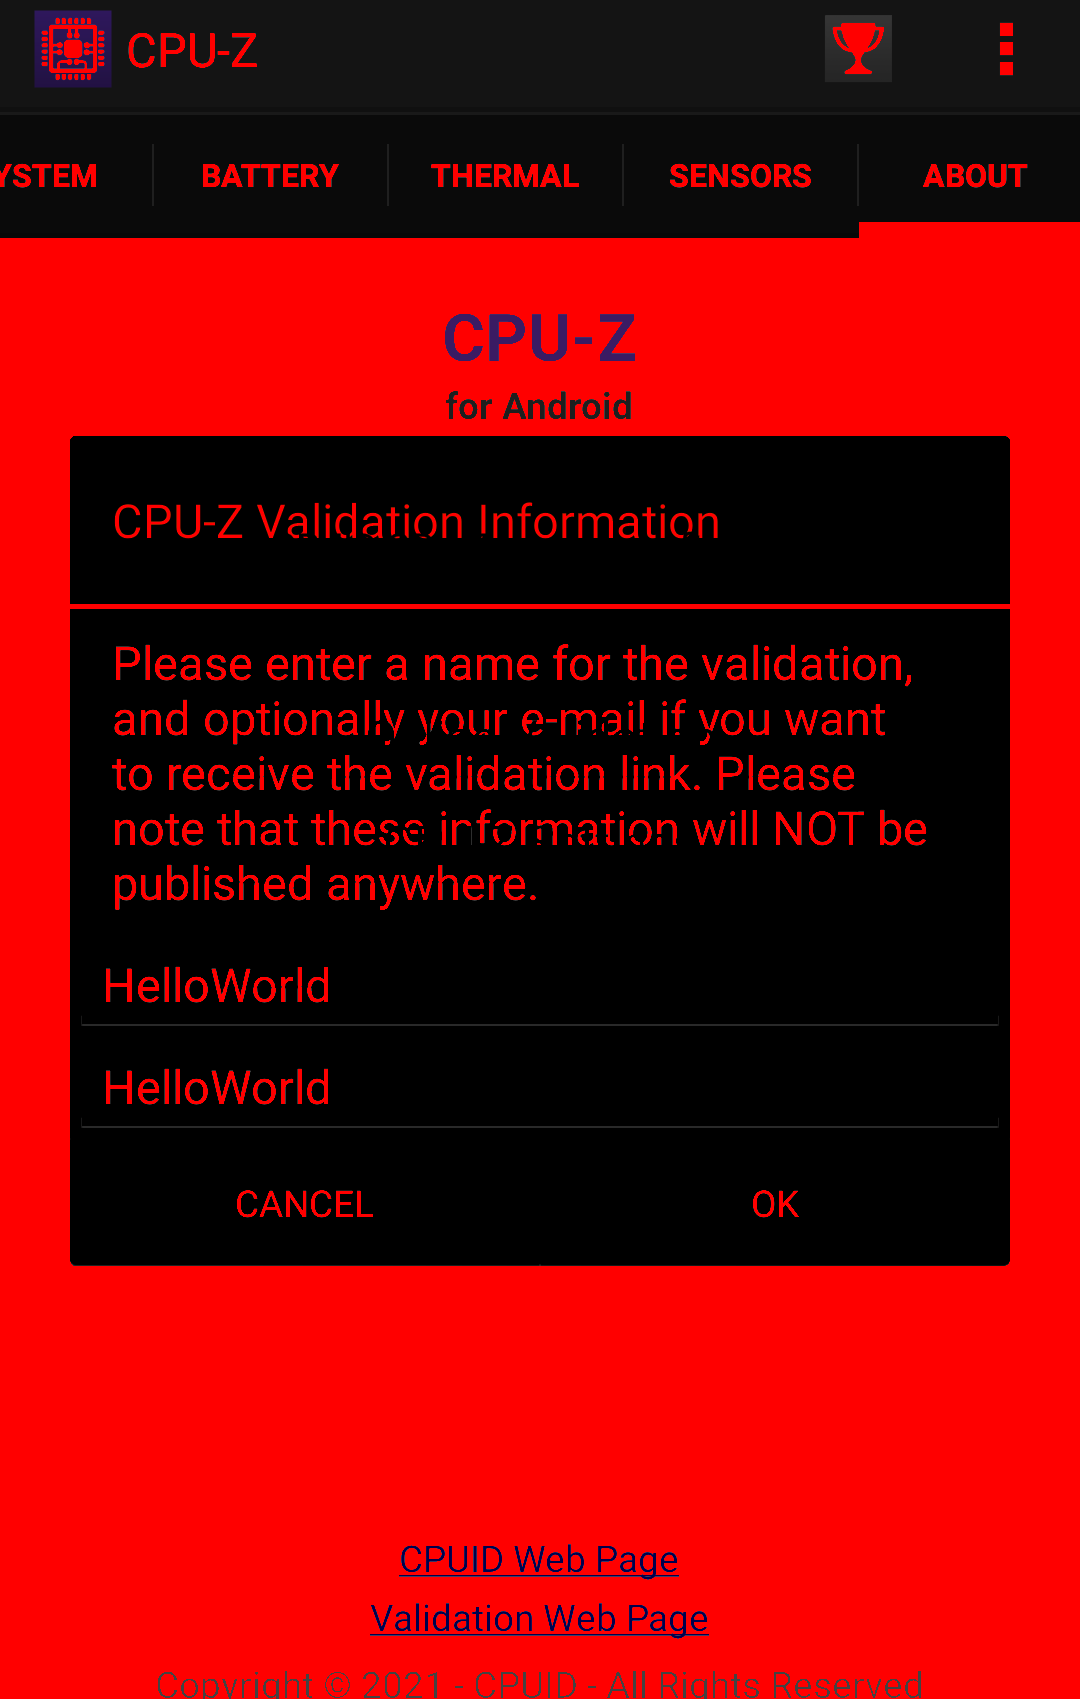 CPU-Z
YSTEM BATTERY THERMAL SENSORS ABOUT
CPU-Z
for Android
CPU-Z Validation Information
Please enter a name for the validation,
and optionally your e-mail if you want
to receive the validation link. Please
note that these information will NOT be
published anywhere.
HelloWorld
HelloWorld
CANCEL OK
CPUID Web Page
Validation Web Page
Copyright © 2021 - CPUID - All Rights Reserved